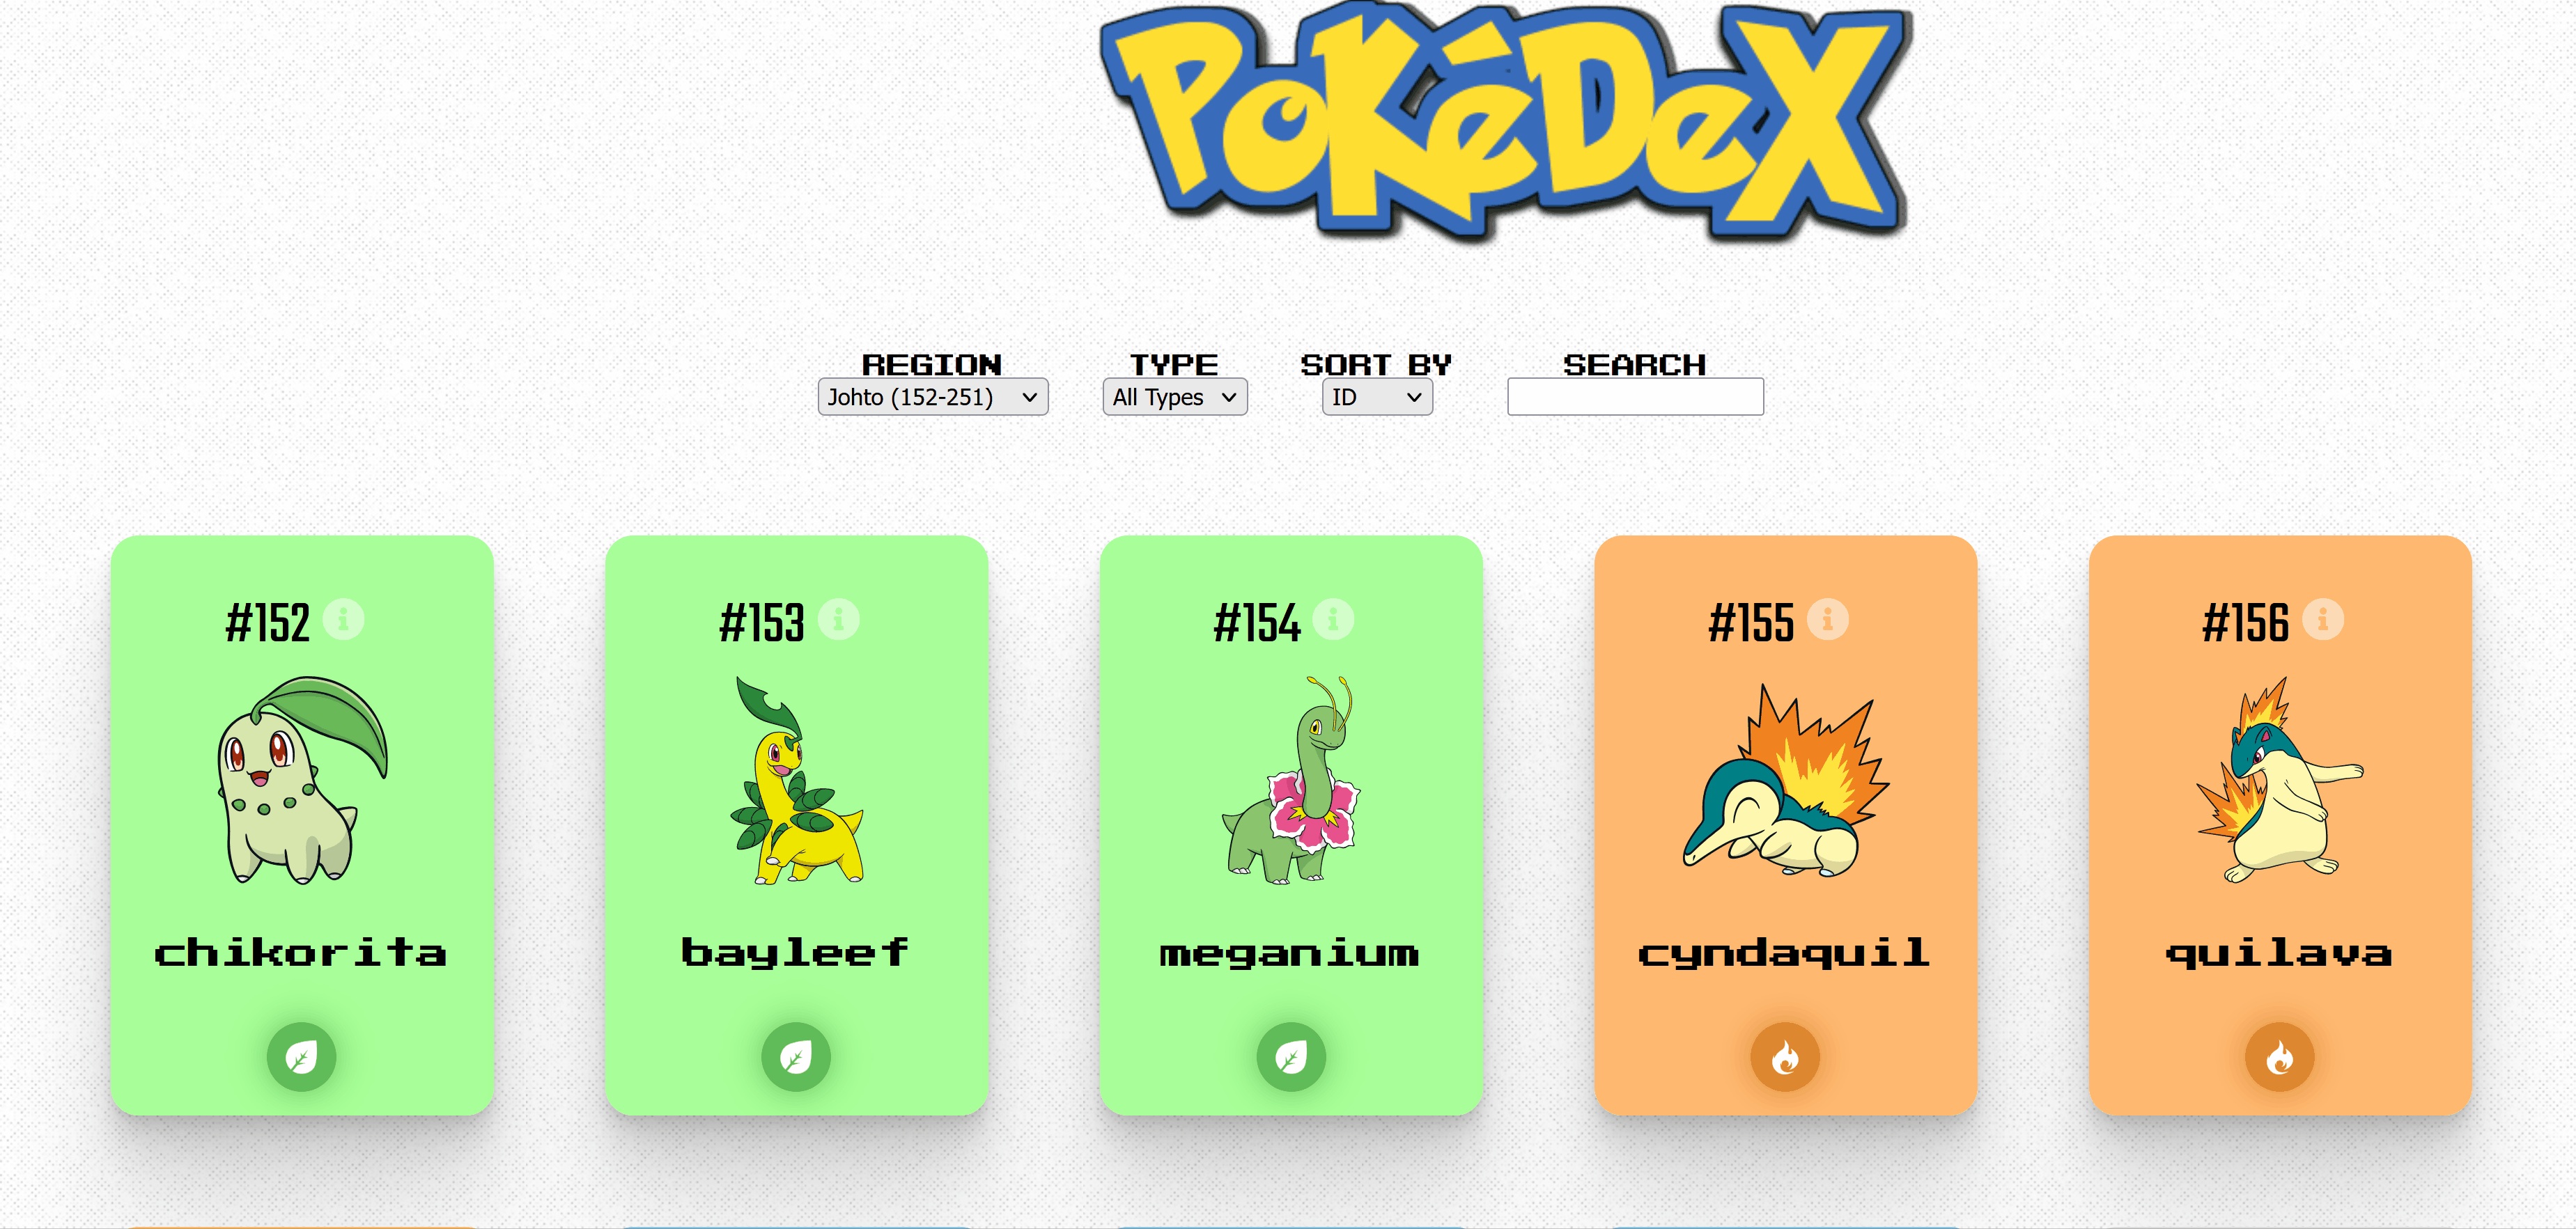 PoKéDeX
REGION TYPE SORT BY SEARCH
Johto (152-251) All Types ID
#152 #153 #154 #155 #156
chikorita bayleef meganium cyndaquil quilava